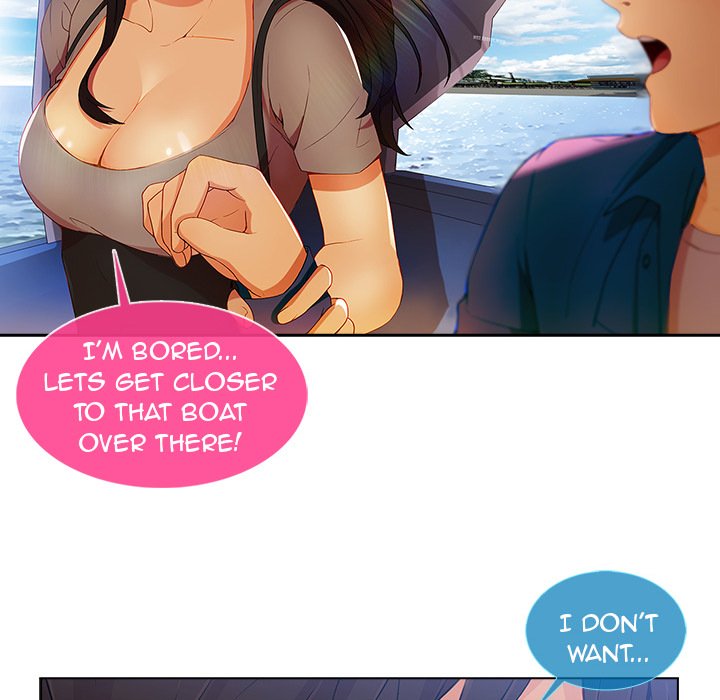 I'M BORED...
LETS GET CLOSER
TO THAT BOAT
OVER THERE!
I DON'T
WANT...